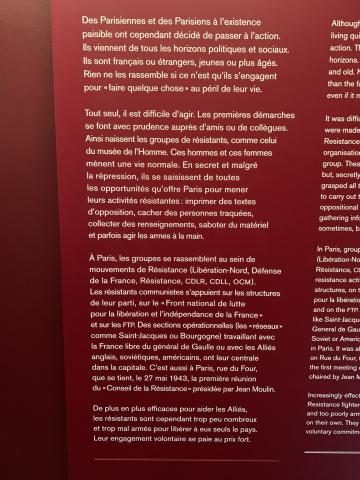 Des Parisiennes et des Parisiens à l'existence
paisible ont cependant décidé de passer à l'action.
Ils viennent de tous les horizons politiques et sociaux.
Ils sont français ou étrangers, jeunes ou plus âgés.
Rien ne les rassemble si ce n'est qu'ils s'engagent
pour « faire quelque chose » au péril de leur vie.
Tout seul, il est difficile d'agir. Les premières démarches
se font avec prudence auprès d'amis ou de collègues.
Ainsi naissent les groupes de résistants, comme celui
du musée de l'Homme. Ces hommes et ces femmes
mènent une vie normale. En secret et malgré
la répression, ils se saisissent de toutes
les opportunités qu'offre Paris pour mener
leurs activités résistantes : imprimer des textes
d'opposition, cacher des personnes traquées,
collecter des renseignements, saboter du matériel
et parfois agir les armes à la main.
À Paris, les groupes se rassemblent au sein de
mouvements de Résistance (Libération-Nord, Défense
de la France, Résistance, CDLR, CDLL, OCM).
Les résistants communistes s'appuient sur les structures
de leur parti, sur le « Front national de lutte
pour la libération et l'indépendance de la France »
et sur les FTP. Des sections opérationnelles (les « réseaux »
comme Saint-Jacques ou Bourgogne) travaillant avec
la France libre du général de Gaulle ou avec les Alliés
anglais, soviétiques, américains, ont leur centrale
dans la capitale. C'est aussi à Paris, rue du Four,
que se tient, le 27 mai 1943, la première réunion
du « Conseil de la Résistance » présidée par Jean Moulin.
De plus en plus efficaces pour aider les Alliés,
les résistants sont cependant trop peu nombreux
et trop mal armés pour libérer à eux seuls le pays.
Leur engagement volontaire se paie au prix fort.
Although
living qui
action. Th
horizons.
and old. N
than the f
even if it m
It was diffi
were made
Resistance
organisation
group. Thes
but, secretly
grasped all t
to carry out t
oppositional
gathering info
sometimes, b
In Paris, group
(Libération-No
Résistance, CD
resistance activ
structures, on t
pour la libératio
and on the FTP.
like Saint-Jacqu
General de Gau
Soviet or Americ
in Paris. It was al
on Rue du Four, t
the first meeting
chaired by Jean M
Increasingly effect
Resistance fighter
and too poorly arm
on their own. They
voluntary commitm